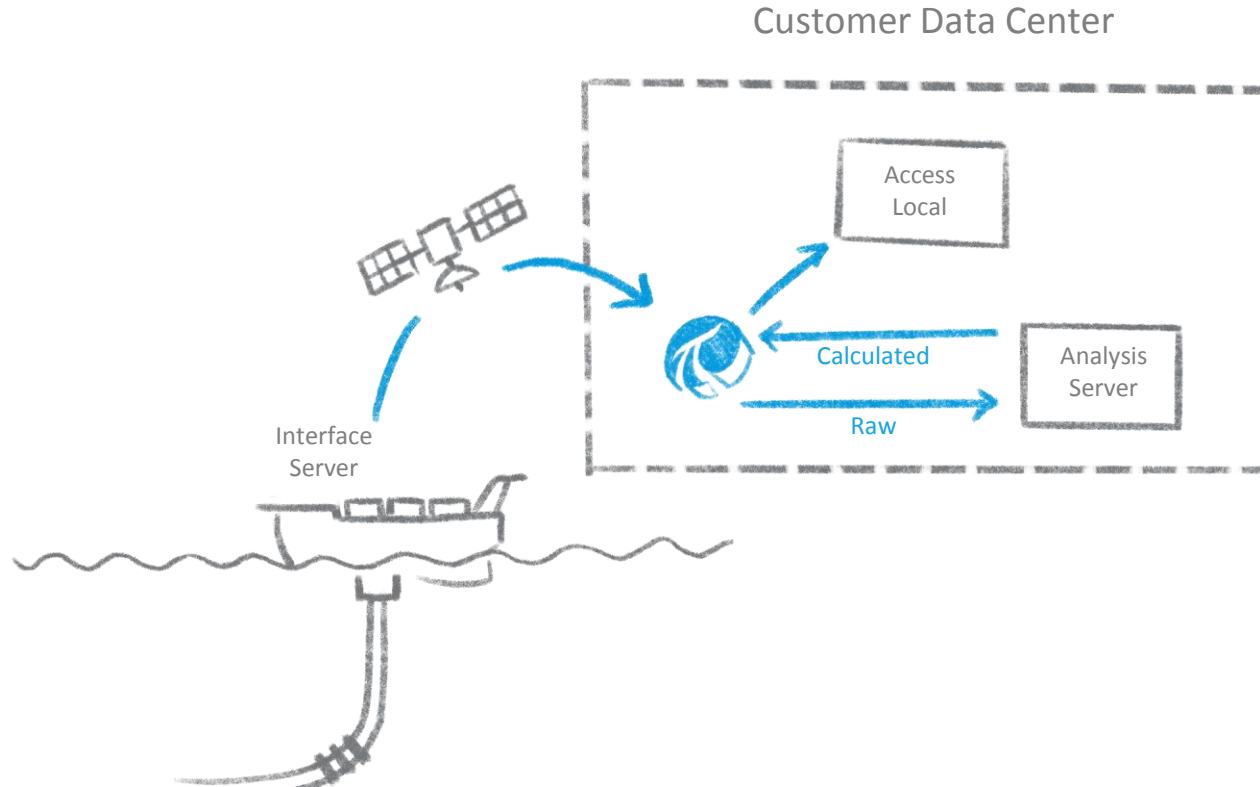 Customer Data Center
Access
Local
Calculated
Analysis
Server
Raw
Interface
Server